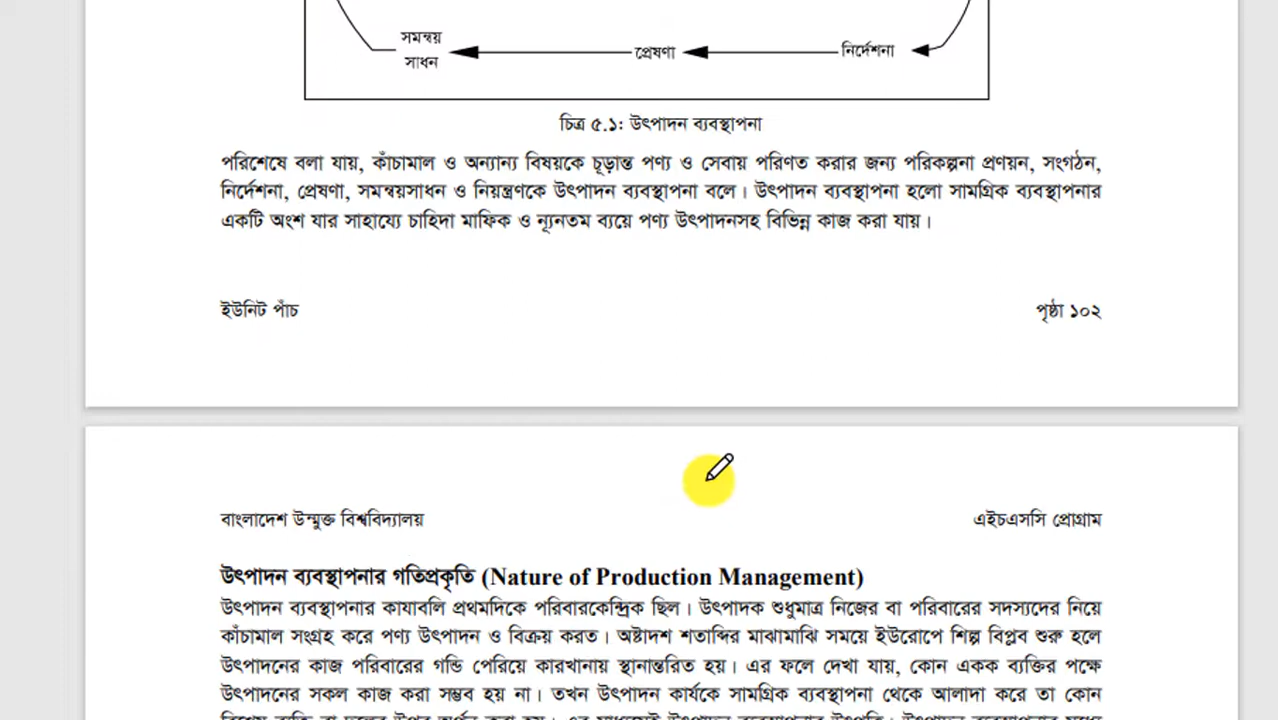 সমন্বয়
সাধন
প্রেষণা
নির্দেশনা
চিত্র ৫.১: উৎপাদন ব্যবস্থাপনা
পরিশেষে বলা যায়, কাঁচামাল ও অন্যান্য বিষয়কে চূড়ান্ত পণ্য ও সেবায় পরিণত করার জন্য পরিকল্পনা প্রণয়ন, সংগঠন,
নির্দেশনা, প্রেষণা, সমন্বয়সাধন ও নিয়ন্ত্রণকে উৎপাদন ব্যবস্থাপনা বলে। উৎপাদন ব্যবস্থাপনা হলো সামগ্রিক ব্যবস্থাপনার
একটি অংশ যার সাহায্যে চাহিদা মাফিক ও ন্যূনতম ব্যয়ে পণ্য উৎপাদনসহ বিভিন্ন কাজ করা যায়।
ইউনিট পাঁচ পৃষ্ঠা ১০২
বাংলাদেশ উন্মুক্ত বিশ্ববিদ্যালয় এইচএসসি প্রোগ্রাম
উৎপাদন ব্যবস্থাপনার গতিপ্রকৃতি (Nature of Production Management)
উৎপাদন ব্যবস্থাপনার কাযাবলি প্রথমদিকে পরিবারকেন্দ্রিক ছিল। উৎপাদক শুধুমাত্র নিজের বা পরিবারের সদস্যদের নিয়ে
কাঁচামাল সংগ্রহ করে পণ্য উৎপাদন ও বিক্রয় করত। অষ্টাদশ শতাব্দির মাঝামাঝি সময়ে ইউরোপে শিল্প বিপ্লব শুরু হলে
উৎপাদনের কাজ পরিবারের গন্ডি পেরিয়ে কারখানায় স্থানান্তরিত হয়। এর ফলে দেখা যায়, কোন একক ব্যক্তির পক্ষে
উৎপাদনের সকল কাজ করা সম্ভব হয় না। তখন উৎপাদন কার্যকে সামগ্রিক ব্যবস্থাপনা থেকে আলাদা করে তা কোন